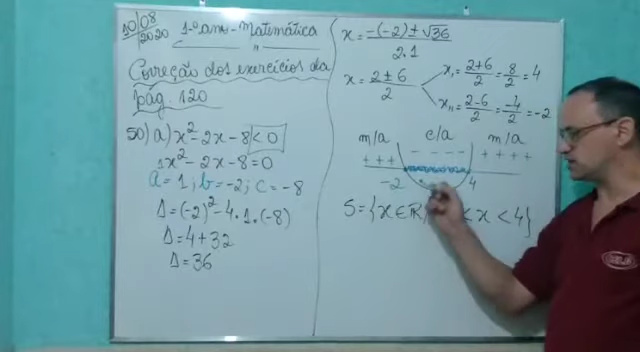 10/08/2020 1º ano - Matemática
Correção dos exercícios da
pág. 120
50) a) x² - 2x - 8 < 0
1x² - 2x - 8 = 0
a = 1; b = -2; c = -8
Δ = (-2)² - 4 · 1 · (-8)
Δ = 4 + 32
Δ = 36
x = -(-2) ± √36 / 2.1
x = 2 ± 6 / 2
x₁ = 2+6 / 2 = 8 / 2 = 4
x₁₁ = 2-6 / 2 = -4 / 2 = -2
m/a c/a m/a
+ + + - - - - + + + +
-2 4
S = {x ∈ R/ < x < 4}